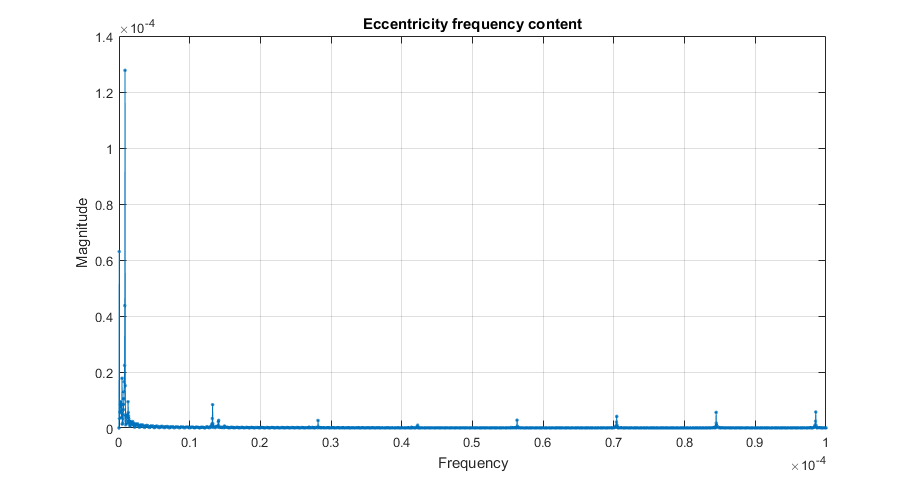 Eccentricity frequency content
×10⁻⁴
1.4
1.2
1
0.8
0.6
0.4
0.2
0
Magnitude
0 0.1 0.2 0.3 0.4 0.5 0.6 0.7 0.8 0.9 1
Frequency
×10⁻⁴